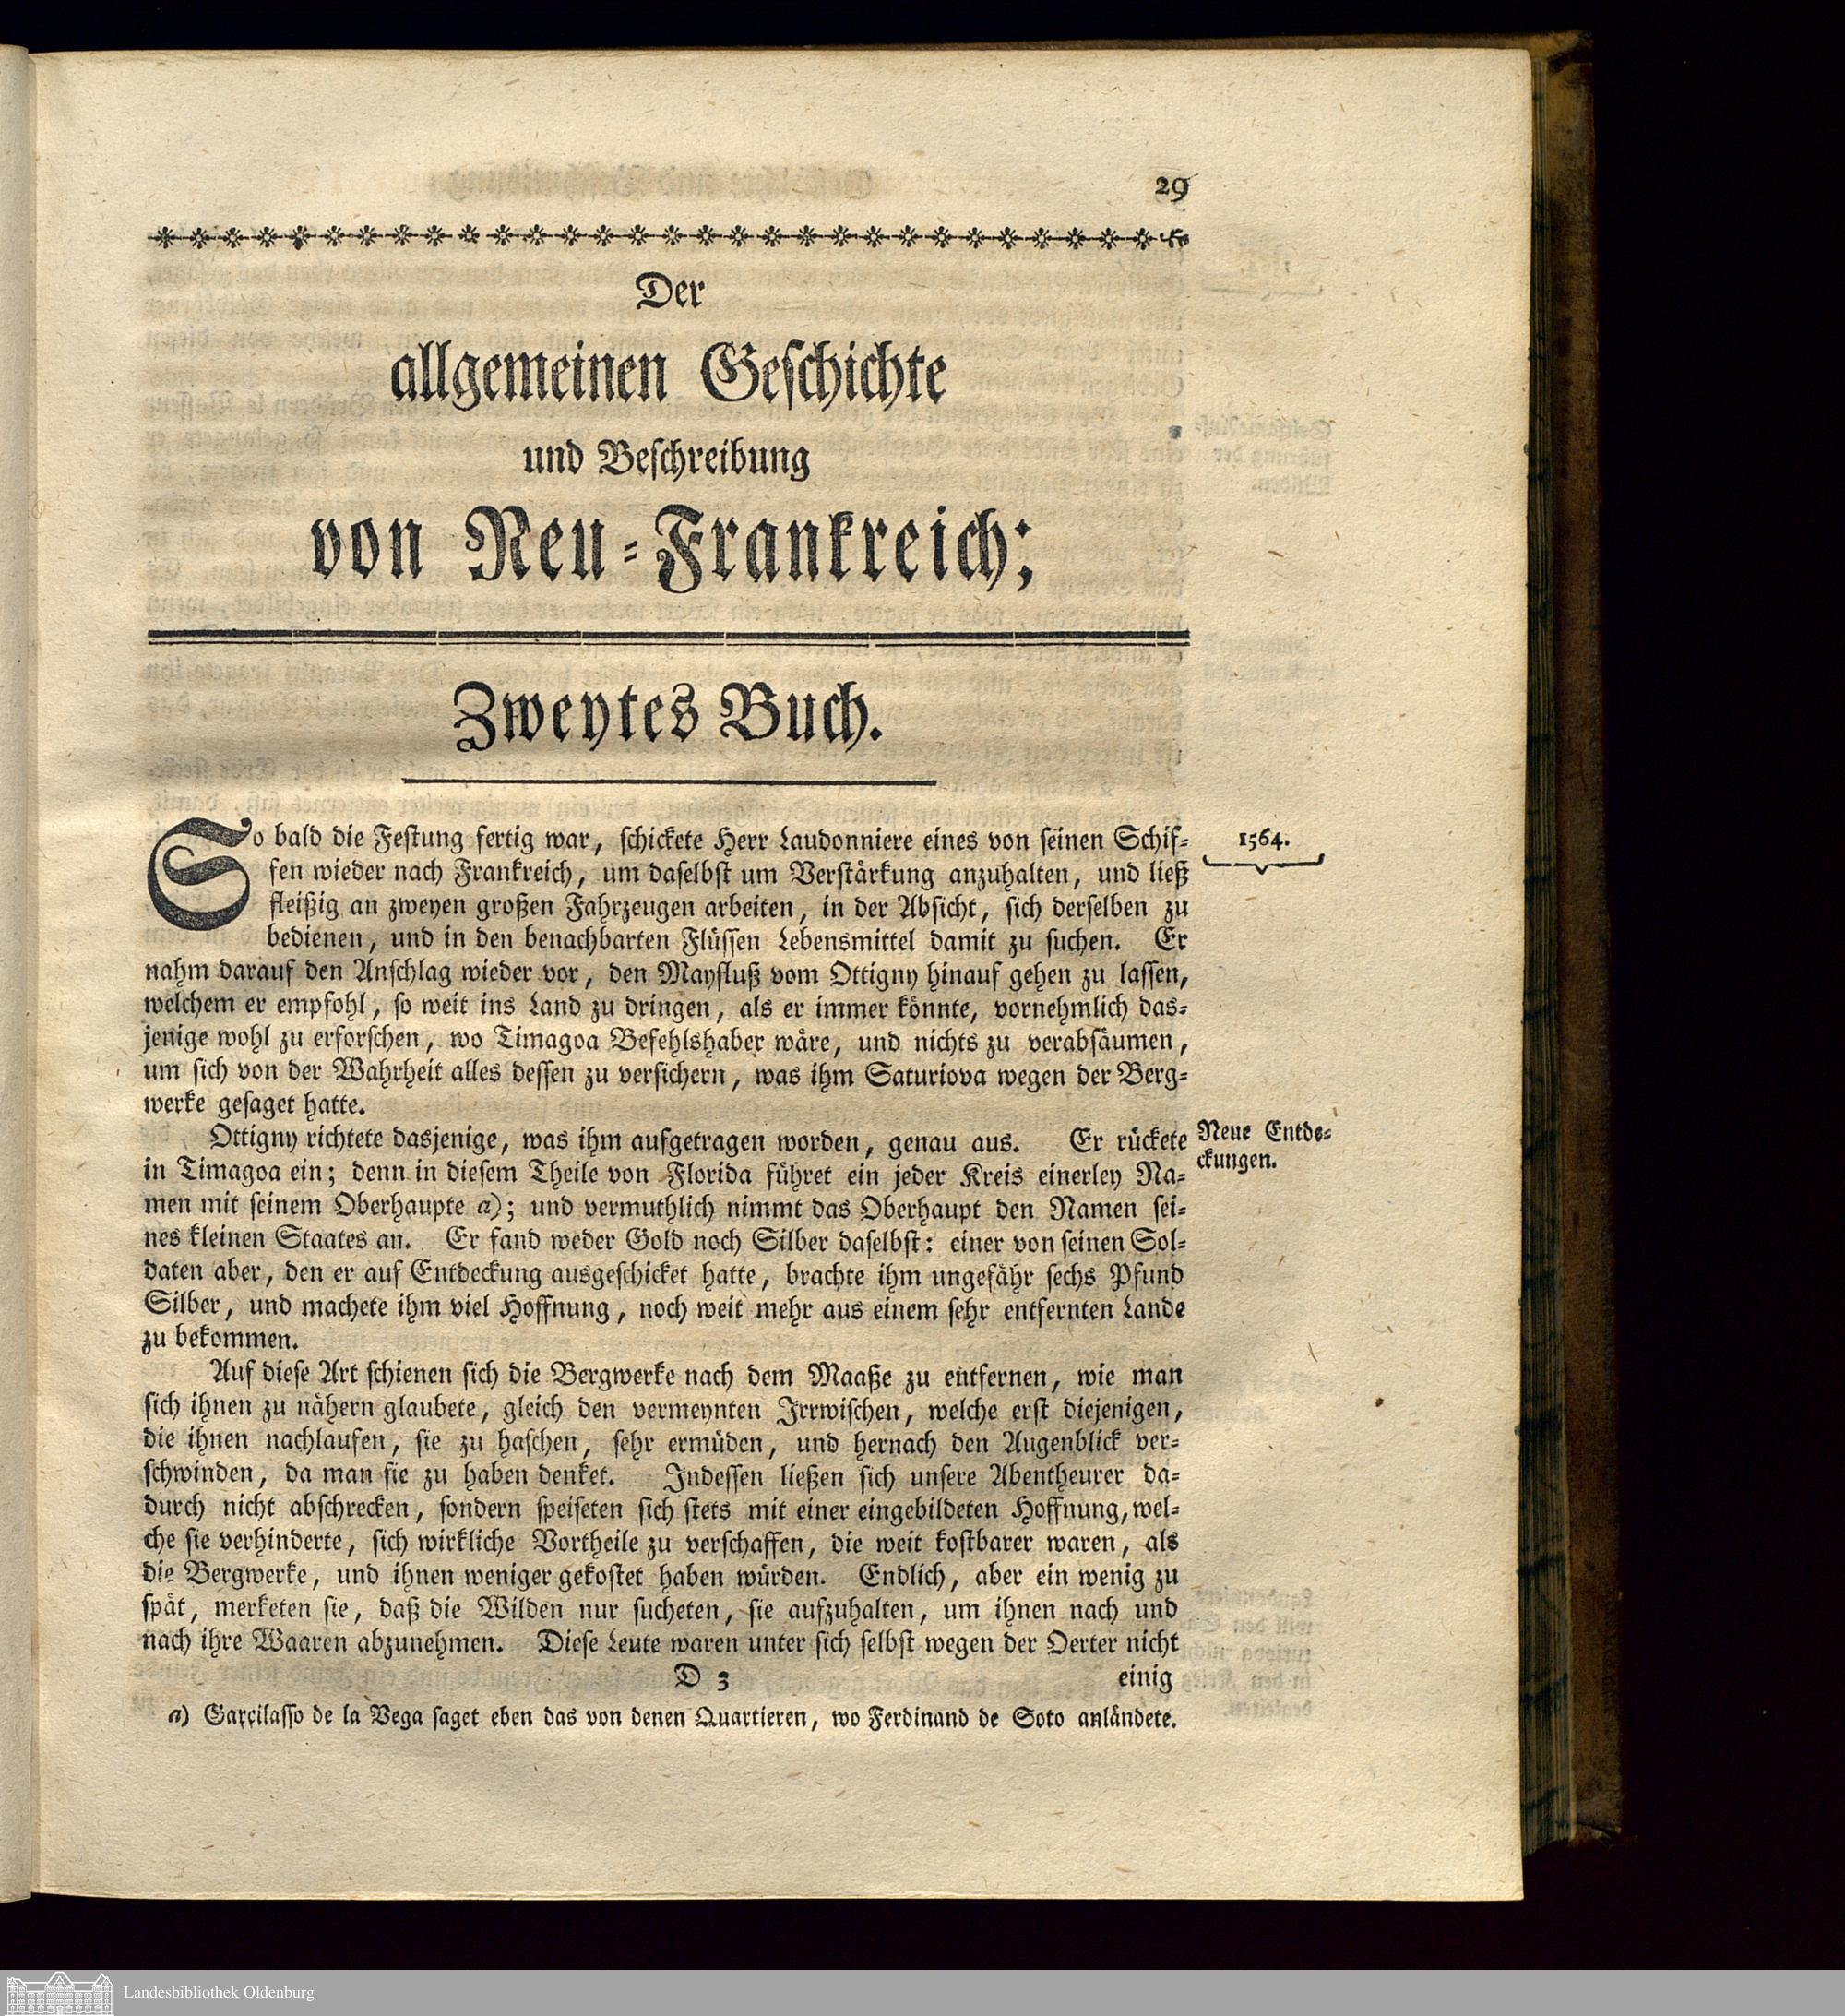 29
Der
allgemeinen Geschichte
und Beschreibung
von Neu-Frankreich;
Zweytes Buch.
So bald die Festung fertig war, schickete Herr Laudonniere eines von seinen Schif-
fen wieder nach Frankreich, um daselbst um Verstärkung anzuhalten, und ließ
fleißig an zweyen großen Fahrzeugen arbeiten, in der Absicht, sich derselben zu
bedienen, und in den benachbarten Flüssen Lebensmittel damit zu suchen. Er
nahm darauf den Anschlag wieder vor, den Mayfluß vom Ottigny hinauf gehen zu lassen,
welchem er empfohl, so weit ins Land zu dringen, als er immer könnte, vornehmlich das-
jenige wohl zu erforschen, wo Timagoa Befehlshaber wäre, und nichts zu verabsäumen,
um sich von der Wahrheit alles dessen zu versichern, was ihm Saturiova wegen der Berg-
werke gesaget hatte.
1564.
Ottigny richtete dasjenige, was ihm aufgetragen worden, genau aus. Er rückete
in Timagoa ein; denn in diesem Theile von Florida führet ein jeder Kreis einerley Na-
men mit seinem Oberhaupte a); und vermuthlich nimmt das Oberhaupt den Namen sei-
nes kleinen Staates an. Er fand weder Gold noch Silber daselbst: einer von seinen Sol-
daten aber, den er auf Entdeckung ausgeschicket hatte, brachte ihm ungefähr sechs Pfund
Silber, und machete ihm viel Hoffnung, noch weit mehr aus einem sehr entfernten Lande
zu bekommen.
Neue Entde-
ckungen.
Auf diese Art schienen sich die Bergwerke nach dem Maaße zu entfernen, wie man
sich ihnen zu nähern glaubete, gleich den vermeynten Irrwischen, welche erst diejenigen,
die ihnen nachlaufen, sie zu haschen, sehr ermüden, und hernach den Augenblick ver-
schwinden, da man sie zu haben denket. Indessen ließen sich unsere Abentheurer da-
durch nicht abschrecken, sondern speiseten sich stets mit einer eingebildeten Hoffnung, wel-
che sie verhinderte, sich wirkliche Vortheile zu verschaffen, die weit kostbarer waren, als
die Bergwerke, und ihnen weniger gekostet haben würden. Endlich, aber ein wenig zu
spät, merketen sie, daß die Wilden nur sucheten, sie aufzuhalten, um ihnen nach und
nach ihre Waaren abzunehmen. Diese Leute waren unter sich selbst wegen der Oerter nicht
D 3 einig
a) Garcilasso de la Vega saget eben das von denen Quartieren, wo Ferdinand de Soto anländete.
Landesbibliothek Oldenburg